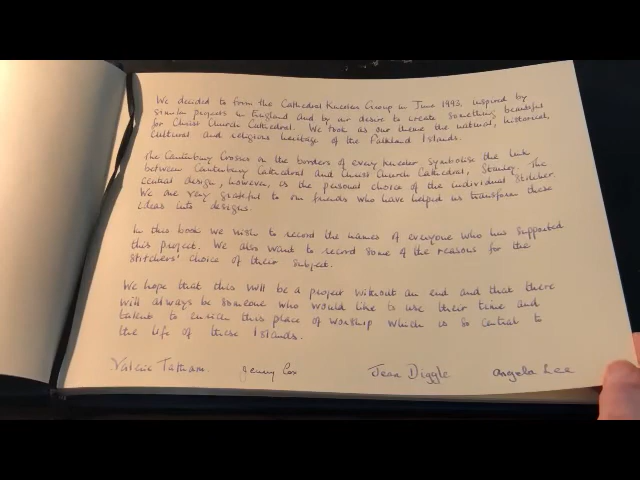 We decided to form the Cathedral Kneeler Group in June 1993, inspired by
similar projects in England and by our desire to create something beautiful
for Christ Church Cathedral. We took as our theme the natural, historical,
cultural and religious heritage of the Falkland Islands.
The Canterbury Crosses on the borders of every kneeler symbolise the link
between Canterbury Cathedral and Christ Church Cathedral, Stanley. The
central design, however, is the personal choice of the individual stitcher.
We are very grateful to our friends who have helped us transform these
ideas into designs.
In this book we wish to record the names of everyone who has supported
this project. We also want to record some of the reasons for the
stitchers' choice of their subject.
We hope that this will be a project without an end and that there
will always be someone who would like to use their time and
talent to enrich this place of worship which is so central to
the life of these Islands.
Valerie Tatham. Jenny Cox Jean Diggle Angela Lee